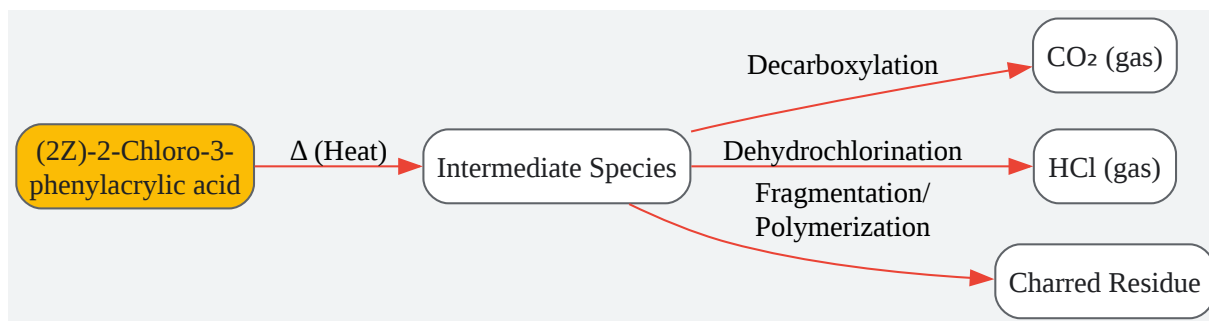 (2Z)-2-Chloro-3-
phenylacrylic acid
Δ (Heat)
Intermediate Species
Decarboxylation
CO₂ (gas)
Dehydrochlorination
HCl (gas)
Fragmentation/
Polymerization
Charred Residue